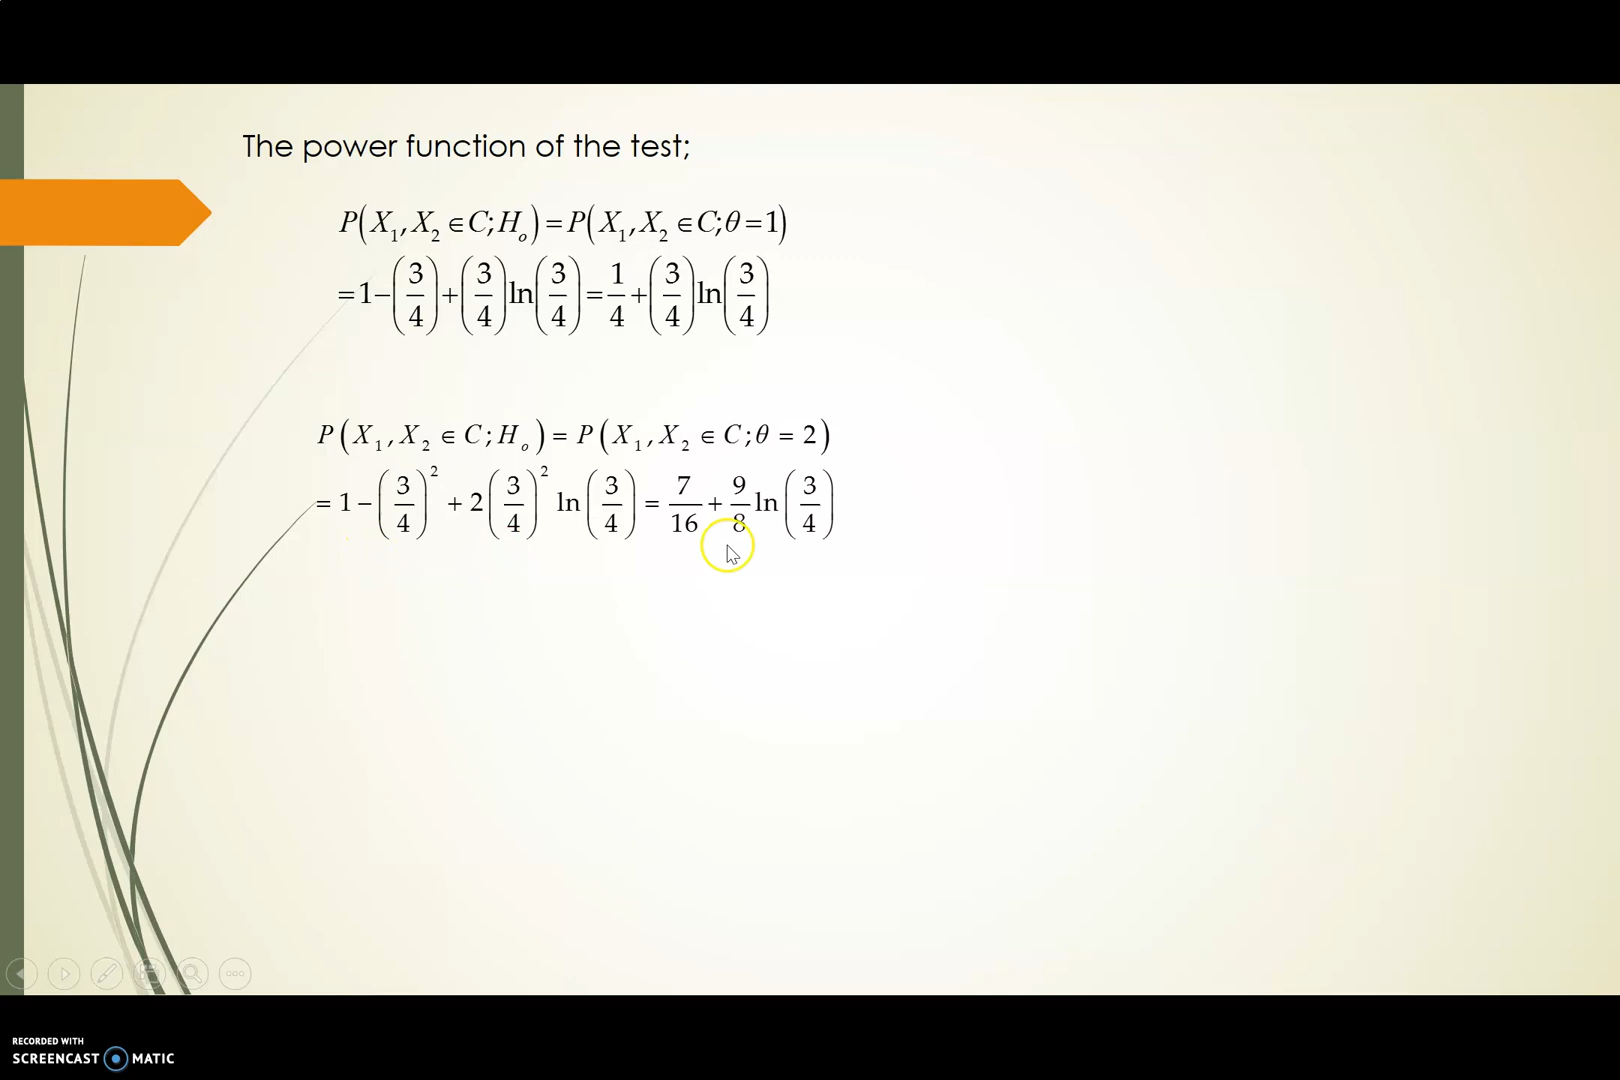 The power function of the test;
P(X₁, X₂ ∈ C; Hₒ) = P(X₁, X₂ ∈ C; θ = 1)
= 1 − (3/4) + (3/4) ln (3/4) = 1/4 + (3/4) ln (3/4)
P(X₁, X₂ ∈ C; Hₒ) = P(X₁, X₂ ∈ C; θ = 2)
= 1 − (3/4)² + 2 (3/4)² ln (3/4) = 7/16 + 9/8 ln (3/4)
RECORDED WITH
SCREENCAST MATIC